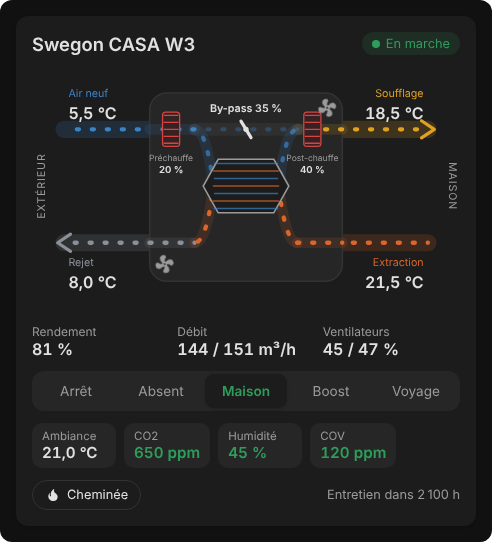 Swegon CASA W3
En marche
Air neuf
5,5 °C
Soufflage
18,5 °C
By-pass 35 %
Préchauffe
20 %
Post-chauffe
40 %
EXTÉRIEUR
MAISON
Rejet
8,0 °C
Extraction
21,5 °C
Rendement
81 %
Débit
144 / 151 m³/h
Ventilateurs
45 / 47 %
Arrêt
Absent
Maison
Boost
Voyage
Ambiance
21,0 °C
CO2
650 ppm
Humidité
45 %
COV
120 ppm
Cheminée
Entretien dans 2 100 h